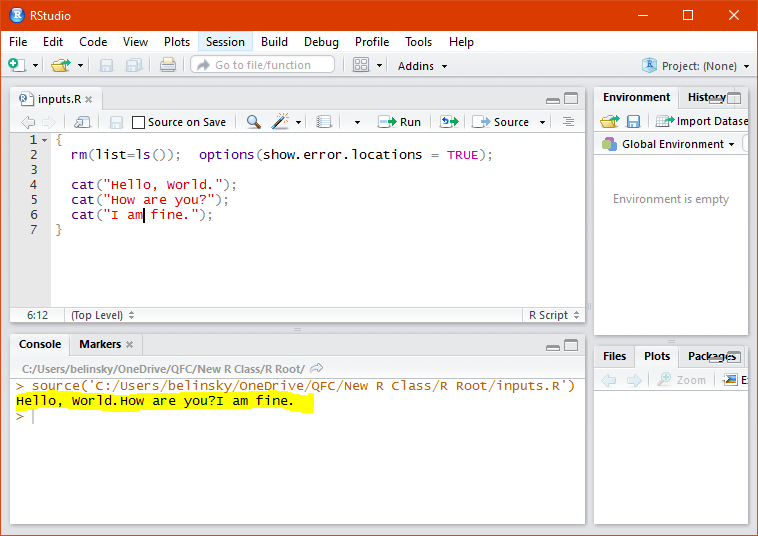 RStudio
File Edit Code View Plots Session Build Debug Profile Tools Help
Go to file/function Addins Project: (None)
inputs.R
Source on Save Run Source
1 {
2 rm(list=ls()); options(show.error.locations = TRUE);
3
4 cat("Hello, World.");
5 cat("How are you?");
6 cat("I am fine.");
7 }
6:12 (Top Level) R Script
Console Markers
C:/Users/belinsky/OneDrive/QFC/New R Class/R Root/
> source('C:/Users/belinsky/OneDrive/QFC/New R Class/R Root/inputs.R')
Hello, World.How are you?I am fine.
>
Environment History
Import Datase
Global Environment
Environment is empty
Files Plots Packages
Zoom E